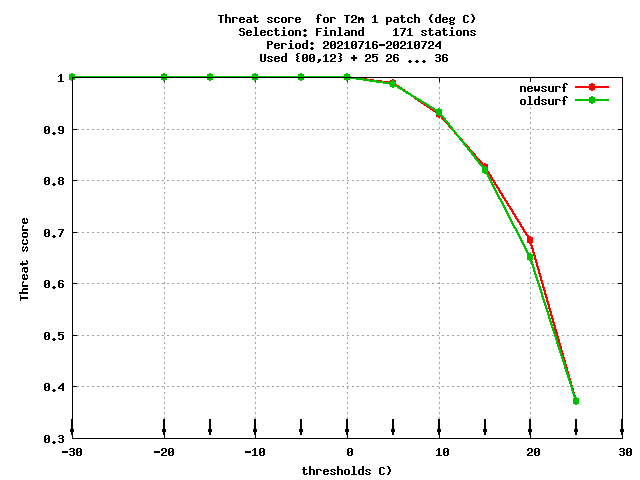 Threat score  for T2m 1 patch (deg C)
Selection: Finland    171 stations
Period: 20210716-20210724
Used {00,12} + 25 26 ... 36
newsurf
oldsurf
1
0.9
0.8
0.7
0.6
0.5
0.4
0.3
Threat score
-30 -20 -10 0 10 20 30
thresholds C)